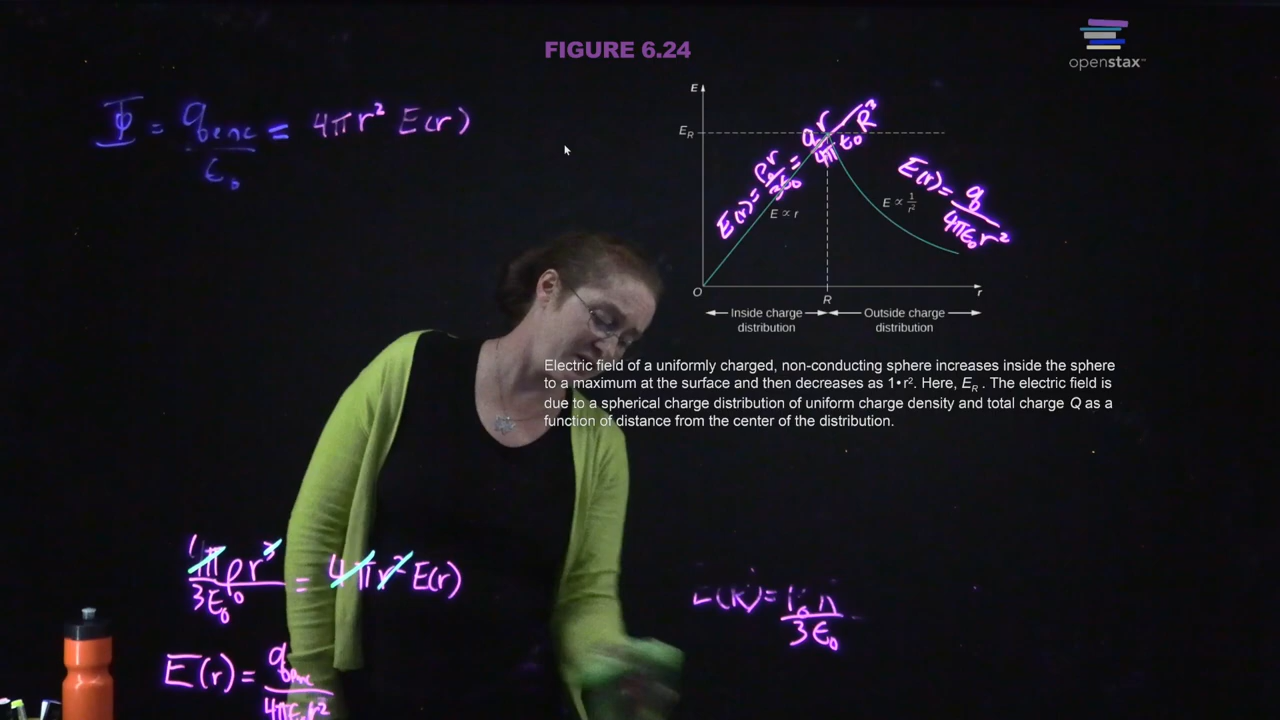 FIGURE 6.24
openstax™
Φ = q_enc/ε₀ = 4πr² E(r)
E
E_R
E(r) = ρ₀r/3ε₀ = qr/4πε₀R³
E ∝ r
E ∝ 1/r²
E(r) = q/4πε₀r²
O
R
r
Inside charge distribution
Outside charge distribution
Electric field of a uniformly charged, non-conducting sphere increases inside the sphere
to a maximum at the surface and then decreases as 1•r². Here, E_R . The electric field is
due to a spherical charge distribution of uniform charge density and total charge Q as a
function of distance from the center of the distribution.
4πρ₀r³/3ε₀ = 4πr² E(r)
E(R) = ρ₀R/3ε₀
E(r) = q_enc/4πε₀r²